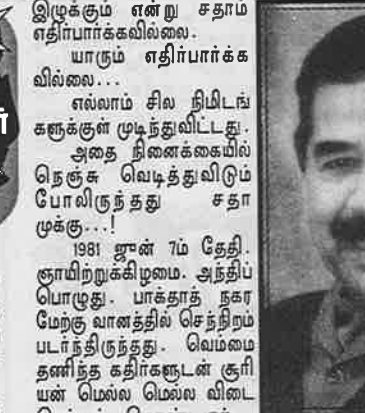 இழுக்கும் என்று சதாம்
எதிர்பார்க்கவில்லை.
யாரும் எதிர்பார்க்க
வில்லை...
எல்லாம் சில நிமிடங்
களுக்குள் முடிந்துவிட்டது.
அதை நினைக்கையில்
நெஞ்சு வெடித்துவிடும்
போலிருந்தது சதா
முக்கு...!
1981 ஜுன் 7ம் தேதி.
ஞாயிற்றுக்கிழமை. அந்திப்
பொழுது. பாக்தாத் நகர
மேற்கு வானத்தில் செந்நிறம்
படர்ந்திருந்தது. வெம்மை
தணிந்த கதிர்களுடன் சூரி
யன் மெல்ல மெல்ல விடை